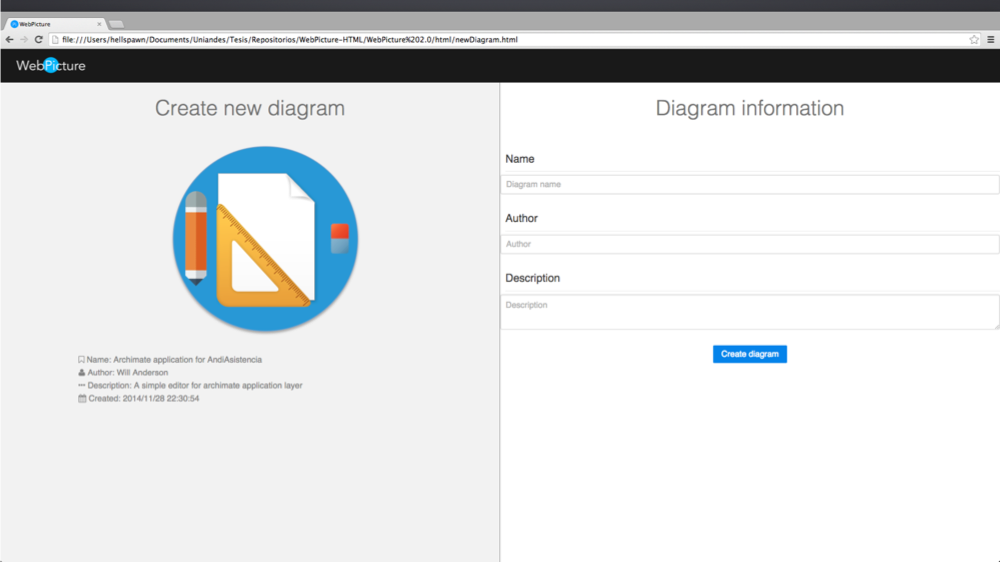 WebPicture
file:///Users/hellspawn/Documents/Uniandes/Tesis/Repositorios/WebPicture-HTML/WebPicture%202.0/html/newDiagram.html
WebPicture
Create new diagram
Name: Archimate application for AndiAsistencia
Author: Will Anderson
Description: A simple editor for archimate application layer
Created: 2014/11/28 22:30:54
Diagram information
Name
Diagram name
Author
Author
Description
Description
Create diagram